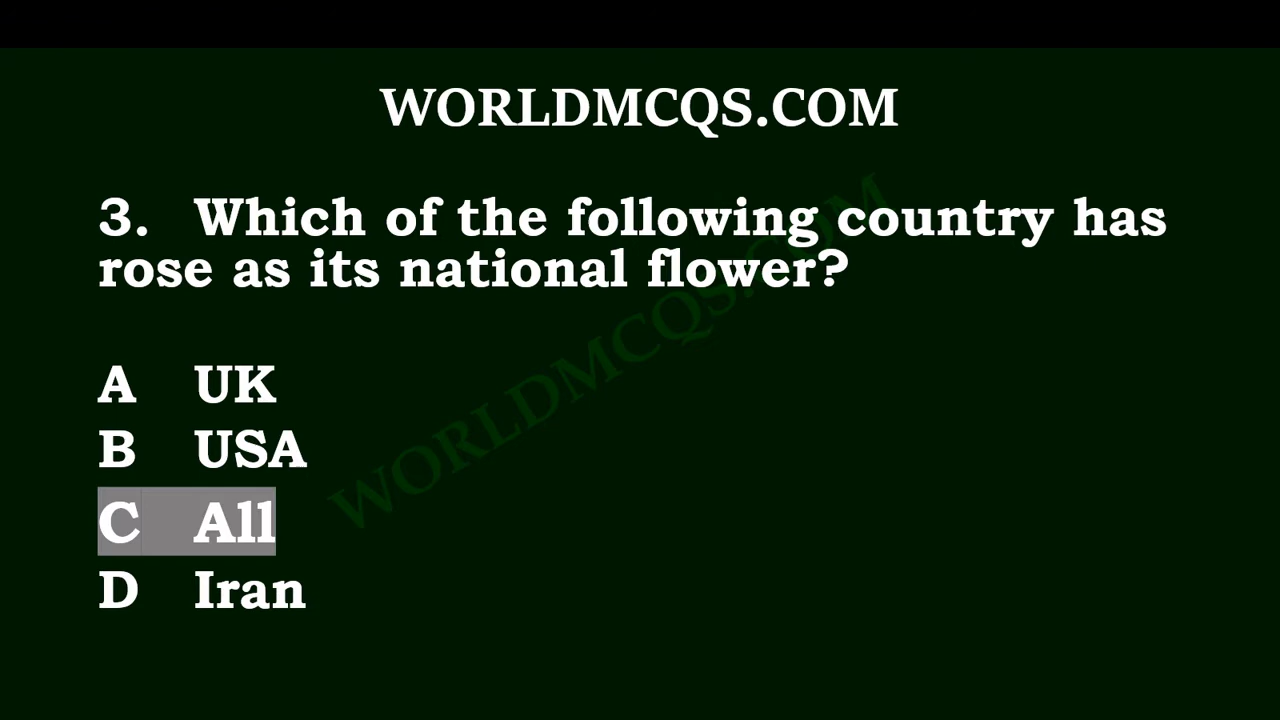 WORLDMCQS.COM
3. Which of the following country has
rose as its national flower?
WORLDMCQS.COM
A UK
B USA
C All
D Iran